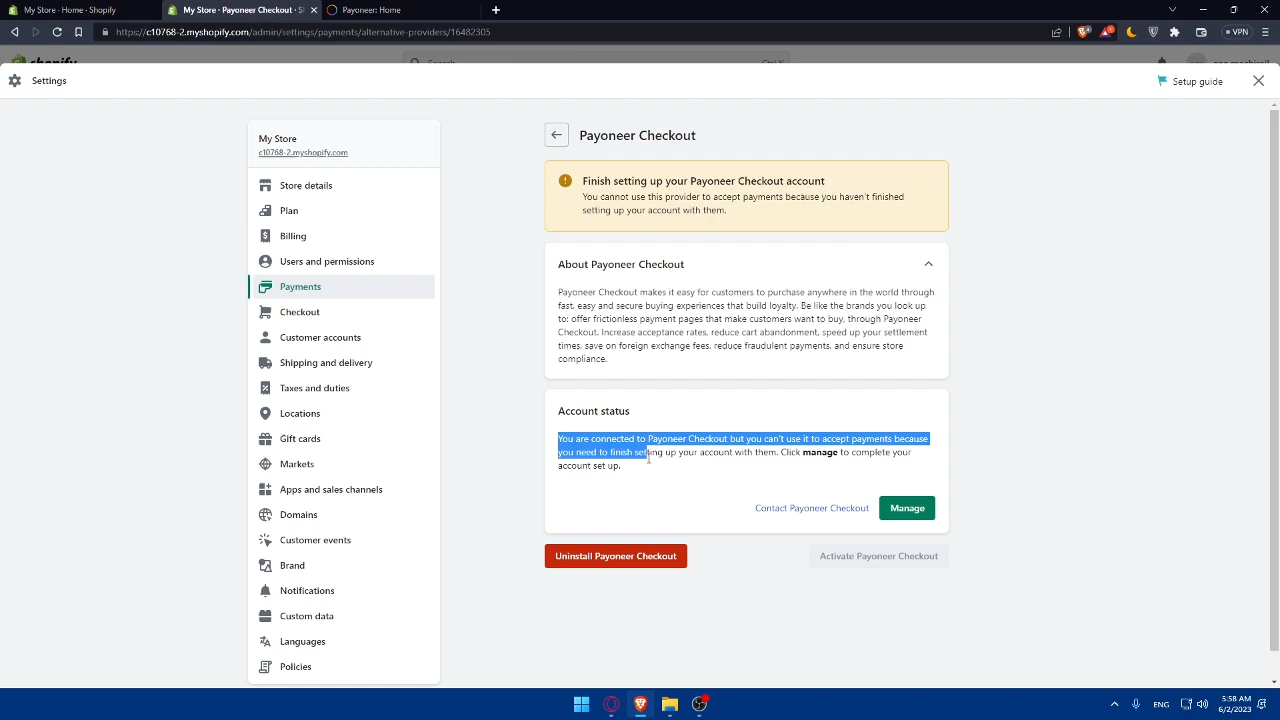 My Store · Home · Shopify
My Store · Payoneer Checkout · S
Payoneer: Home
https://c10768-2.myshopify.com/admin/settings/payments/alternative-providers/16482305
VPN
Settings
Setup guide
My Store
c10768-2.myshopify.com
Store details
Plan
Billing
Users and permissions
Payments
Checkout
Customer accounts
Shipping and delivery
Taxes and duties
Locations
Gift cards
Markets
Apps and sales channels
Domains
Customer events
Brand
Notifications
Custom data
Languages
Policies
Payoneer Checkout
Finish setting up your Payoneer Checkout account
You cannot use this provider to accept payments because you haven't finished
setting up your account with them.
About Payoneer Checkout
Payoneer Checkout makes it easy for customers to purchase anywhere in the world through
fast, easy and secure buying experiences that build loyalty. Be like the brands you look up
to: offer frictionless payment pages that make customers want to buy, through Payoneer
Checkout. Increase acceptance rates, reduce cart abandonment, speed up your settlement
times, save on foreign exchange fees, reduce fraudulent payments, and ensure store
compliance.
Account status
You are connected to Payoneer Checkout but you can't use it to accept payments because
you need to finish setting up your account with them. Click manage to complete your
account set up.
Contact Payoneer Checkout
Manage
Uninstall Payoneer Checkout
Activate Payoneer Checkout
ENG
5:58 AM
6/2/2023